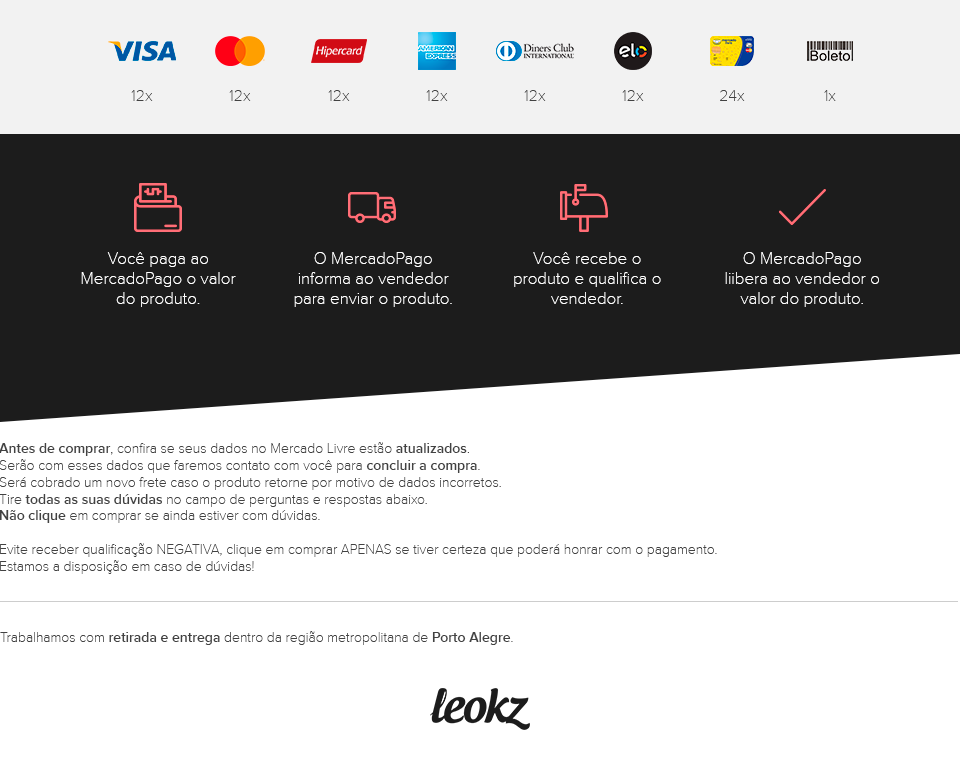 VISA
Hipercard
AMERICAN EXPRESS
Diners Club INTERNATIONAL
elo
Boleto
12x 12x 12x 12x 12x 12x 24x 1x
Você paga ao
MercadoPago o valor
do produto.
O MercadoPago
informa ao vendedor
para enviar o produto.
Você recebe o
produto e qualifica o
vendedor.
O MercadoPago
liibera ao vendedor o
valor do produto.
Antes de comprar, confira se seus dados no Mercado Livre estão atualizados.
Serão com esses dados que faremos contato com você para concluir a compra.
Será cobrado um novo frete caso o produto retorne por motivo de dados incorretos.
Tire todas as suas dúvidas no campo de perguntas e respostas abaixo.
Não clique em comprar se ainda estiver com dúvidas.
Evite receber qualificação NEGATIVA, clique em comprar APENAS se tiver certeza que poderá honrar com o pagamento.
Estamos a disposição em caso de dúvidas!
Trabalhamos com retirada e entrega dentro da região metropolitana de Porto Alegre.
leokz